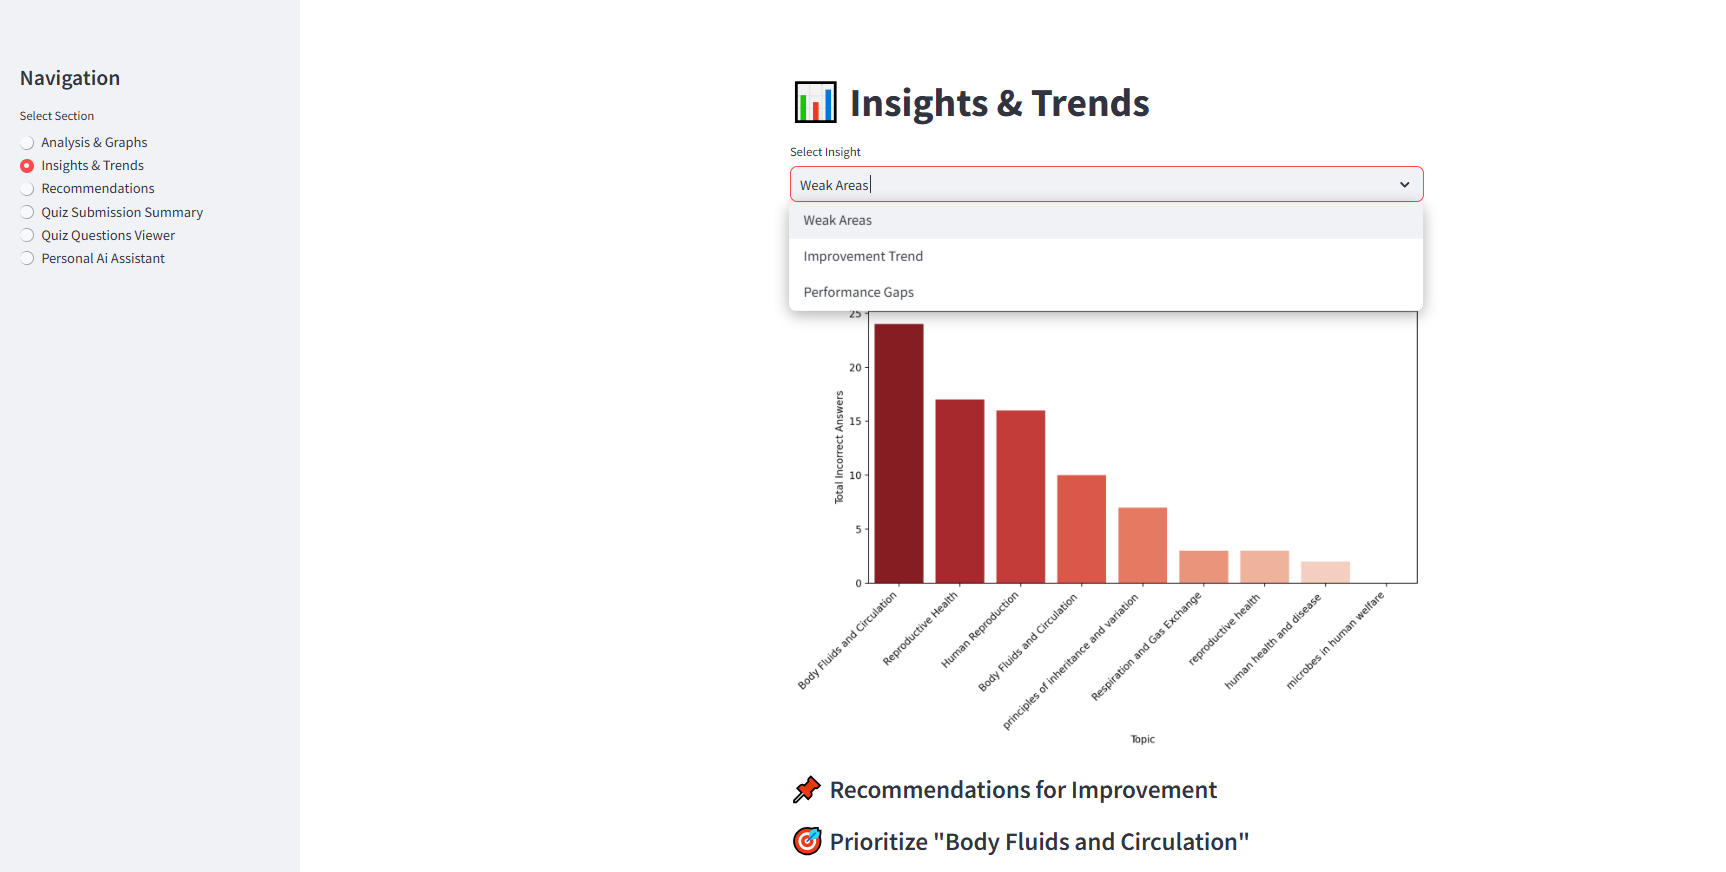 Navigation
Select Section
Analysis & Graphs
Insights & Trends
Recommendations
Quiz Submission Summary
Quiz Questions Viewer
Personal Ai Assistant
Insights & Trends
Select Insight
Weak Areas
Weak Areas
Improvement Trend
Performance Gaps
25
20
15
10
5
0
Total Incorrect Answers
Body Fluids and Circulation
Reproductive Health
Human Reproduction
Body Fluids and Circulation
principles of inheritance and variation
Respiration and Gas Exchange
reproductive health
human health and disease
microbes in human welfare
Topic
Recommendations for Improvement
Prioritize "Body Fluids and Circulation"